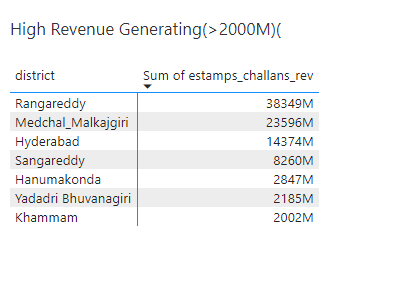 High Revenue Generating(>2000M)(
district Sum of estamps_challans_rev
Rangareddy 38349M
Medchal_Malkajgiri 23596M
Hyderabad 14374M
Sangareddy 8260M
Hanumakonda 2847M
Yadadri Bhuvanagiri 2185M
Khammam 2002M